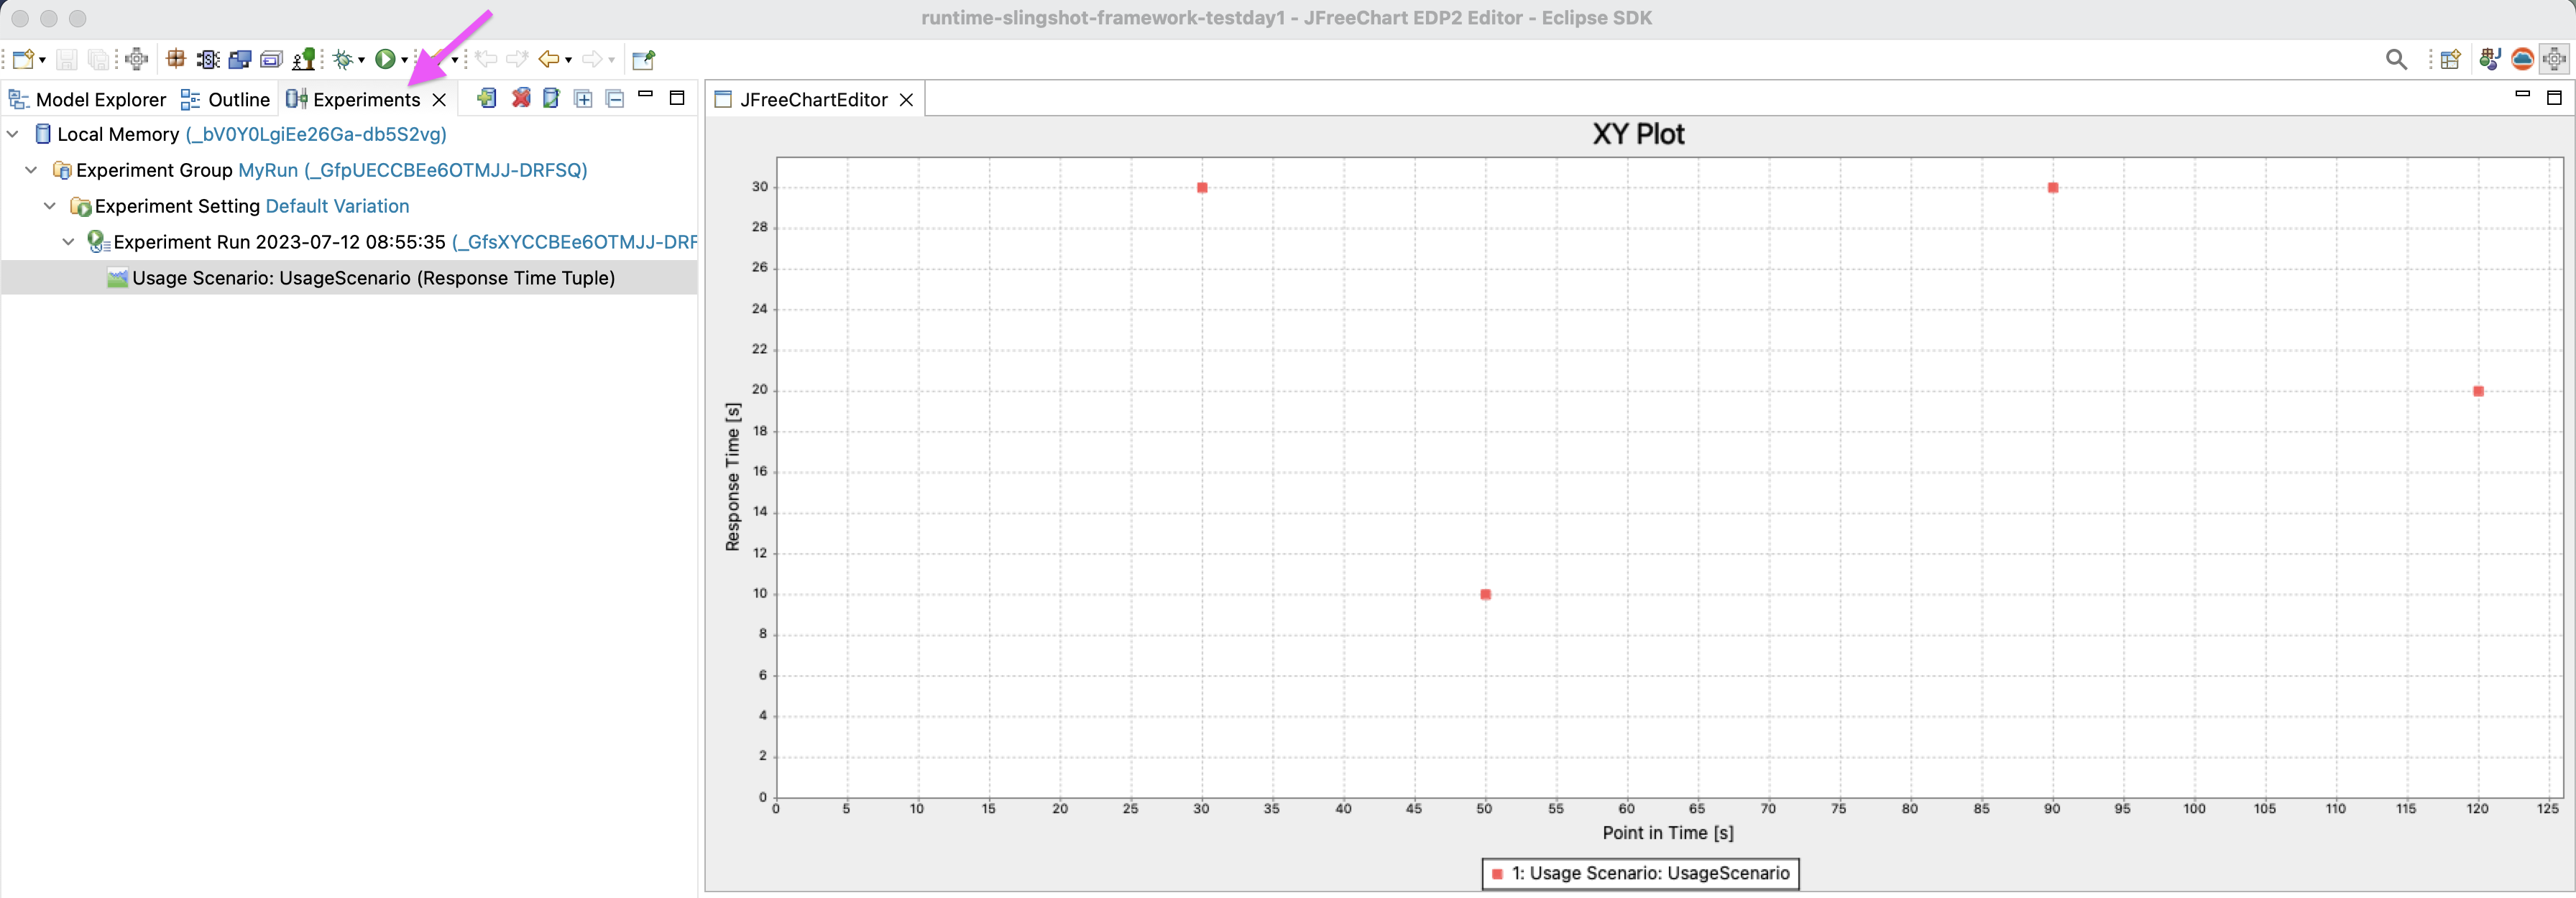 runtime-slingshot-framework-testday1 - JFreeChart EDP2 Editor - Eclipse SDK
Model Explorer Outline Experiments
Local Memory (_bV0Y0LgiEe26Ga-db5S2vg)
Experiment Group MyRun (_GfpUECCBEe6OTMJJ-DRFSQ)
Experiment Setting Default Variation
Experiment Run 2023-07-12 08:55:35 (_GfsXYCCBEe6OTMJJ-DRF
Usage Scenario: UsageScenario (Response Time Tuple)
JFreeChartEditor
XY Plot
30
28
26
24
22
20
18
16
14
12
10
8
6
4
2
0
Response Time [s]
0 5 10 15 20 25 30 35 40 45 50 55 60 65 70 75 80 85 90 95 100 105 110 115 120 125
Point in Time [s]
1: Usage Scenario: UsageScenario